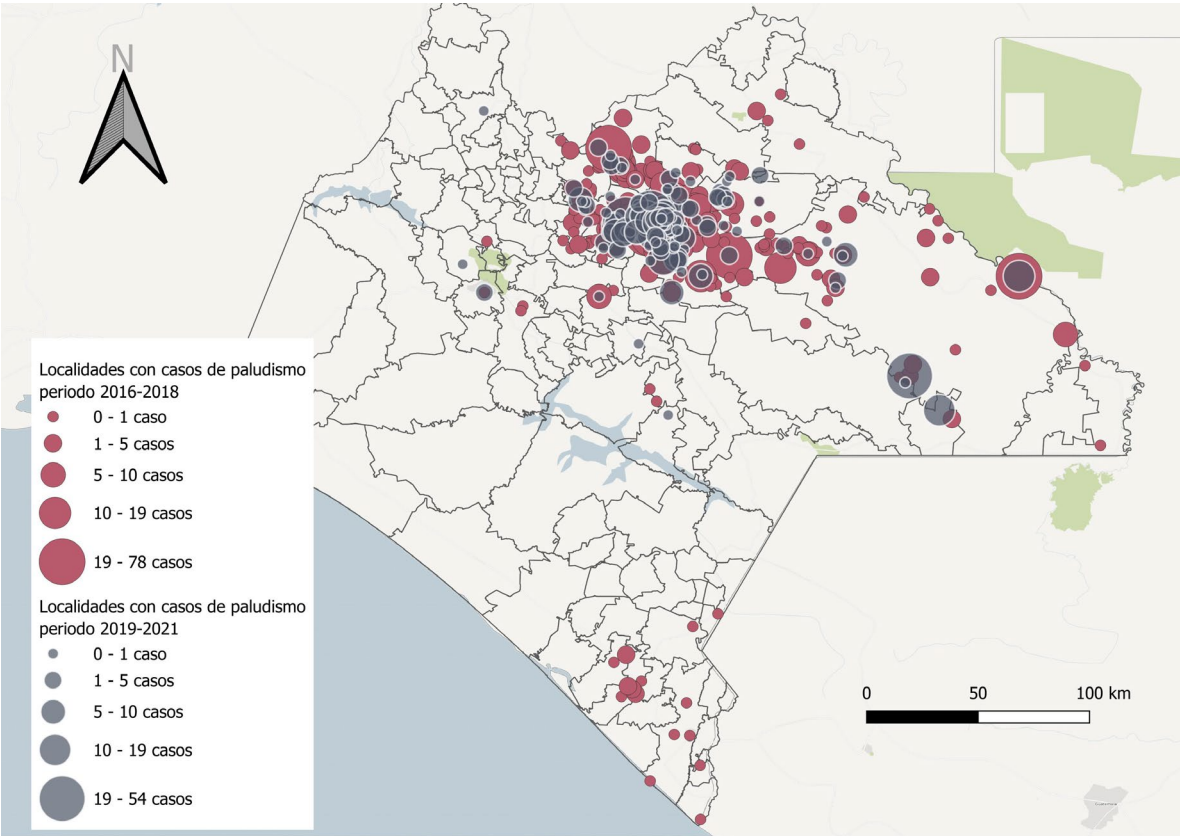 N
Localidades con casos de paludismo
periodo 2016-2018
0 - 1 caso
1 - 5 casos
5 - 10 casos
10 - 19 casos
19 - 78 casos
Localidades con casos de paludismo
periodo 2019-2021
0 - 1 caso
1 - 5 casos
5 - 10 casos
10 - 19 casos
19 - 54 casos
0 50 100 km